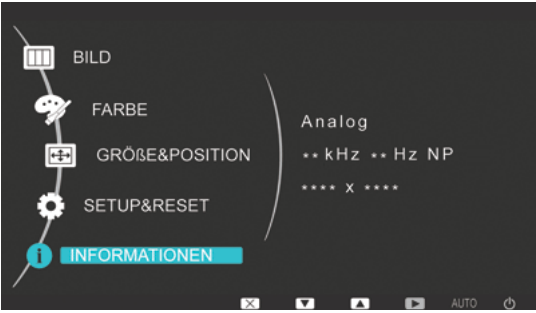 BILD
FARBE
GRÖßE&POSITION
SETUP&RESET
INFORMATIONEN
Analog
** kHz ** Hz NP
**** x ****
AUTO